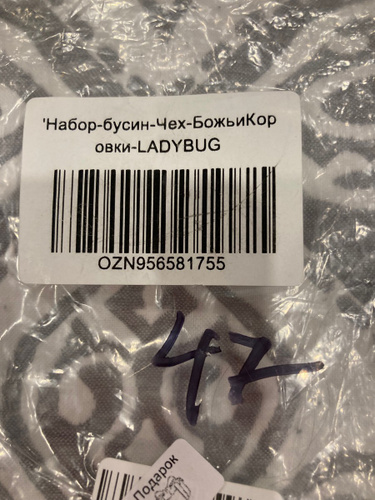 'Набор-бусин-Чех-БожьиКор
овки-LADYBUG
OZN956581755
47
Подарок